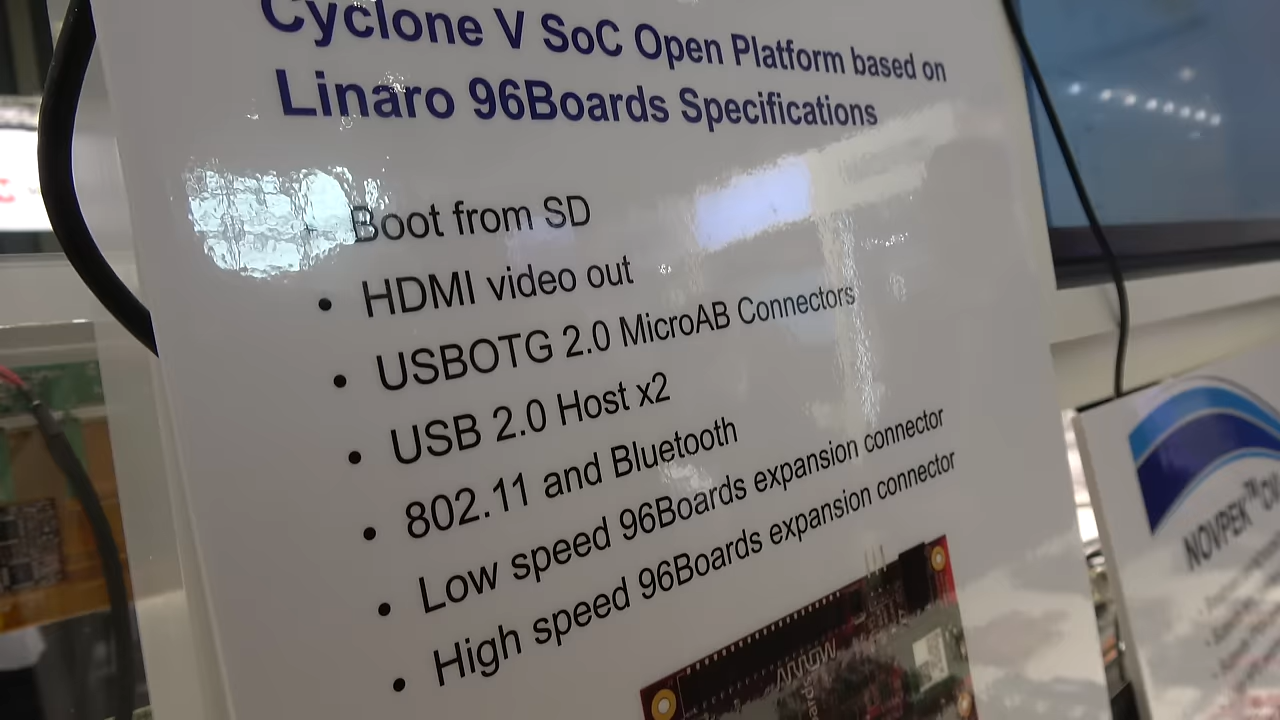 Cyclone V SoC Open Platform based on
Linaro 96Boards Specifications
Boot from SD
• HDMI video out
• USBOTG 2.0 MicroAB Connectors
• USB 2.0 Host x2
• 802.11 and Bluetooth
• Low speed 96Boards expansion connector
• High speed 96Boards expansion connector
ARROW
NOVPEK™